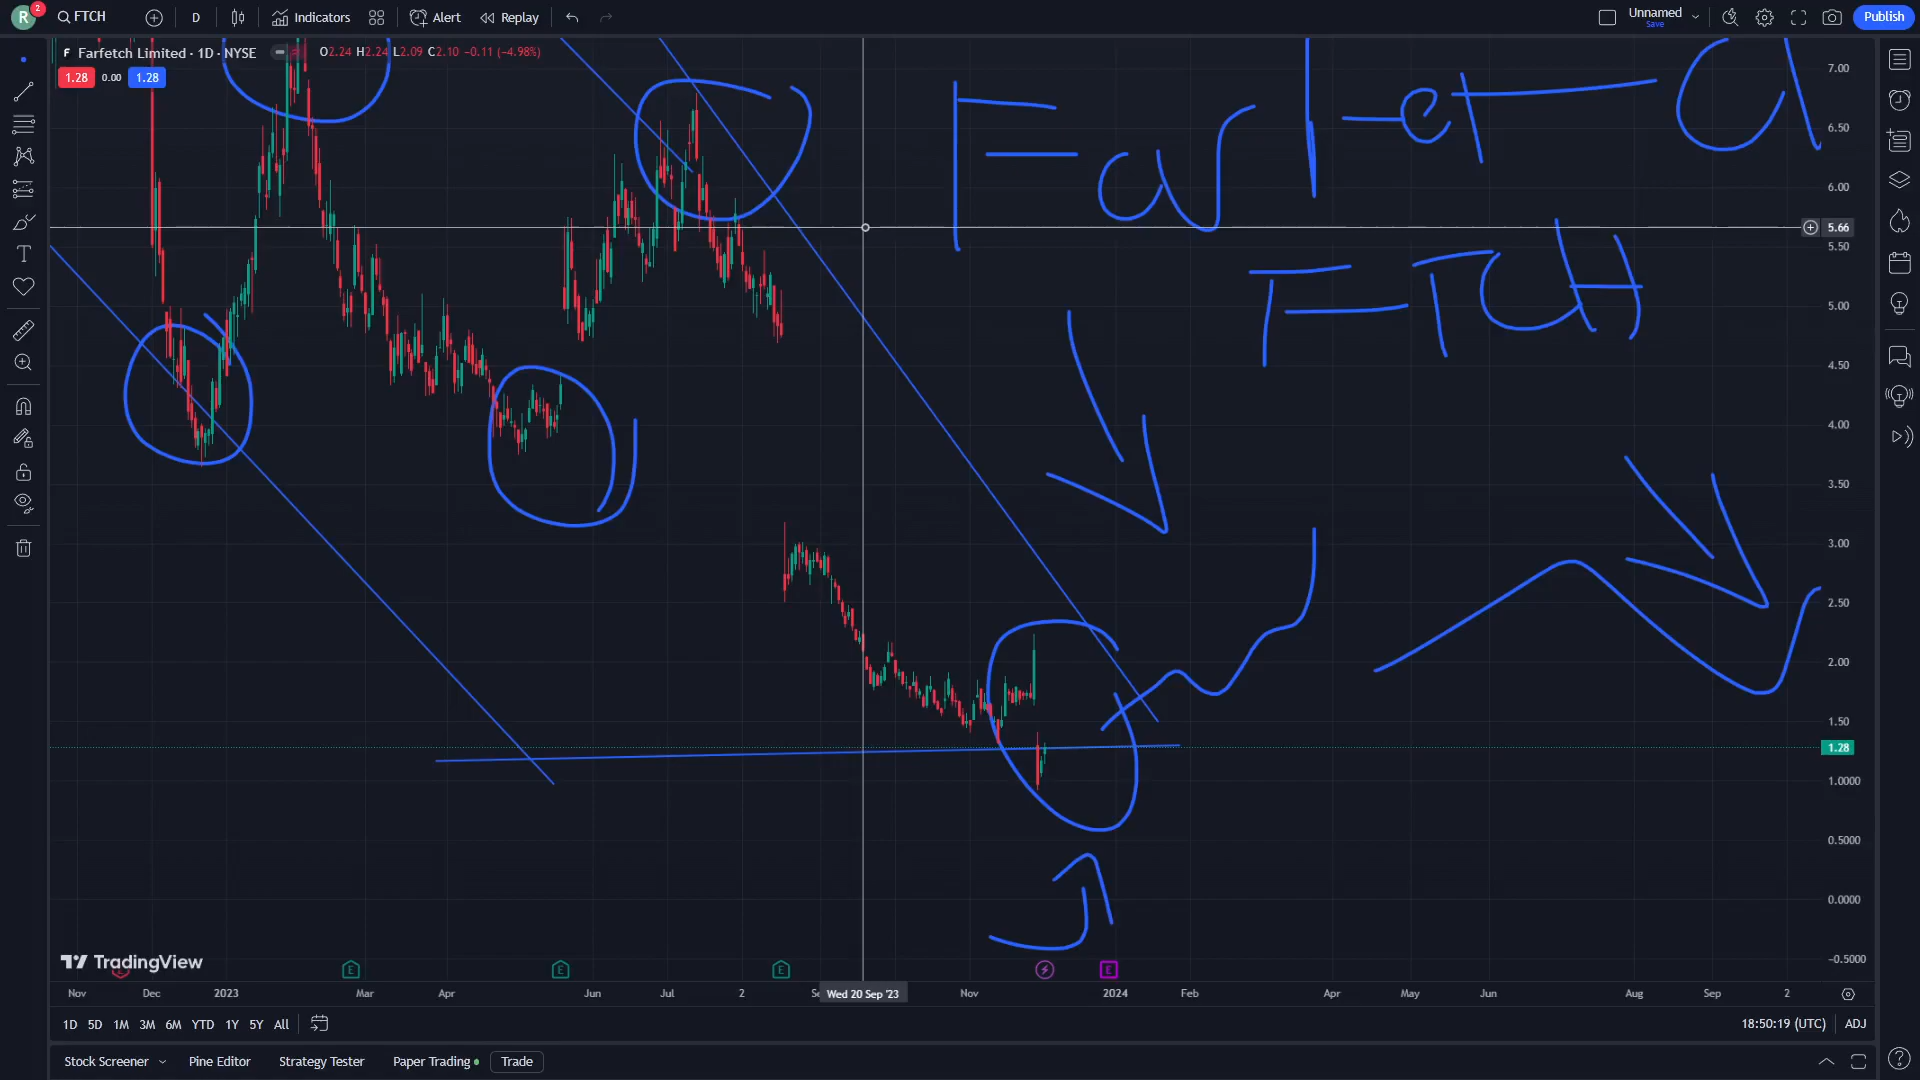 R 2 FTCH D Indicators Alert Replay Unnamed Save Publish
F Farfetch Limited · 1D · NYSE O2.24 H2.24 L2.09 C2.10 −0.11 (−4.98%)
1.28 0.00 1.28
7.00
6.50
6.00
5.66
5.50
5.00
4.50
4.00
3.50
3.00
2.50
2.00
1.50
1.28
1.0000
0.5000
0.0000
−0.5000
FTCH
TradingView
E E E E E
Nov Dec 2023 Mar Apr Jun Jul 2 Se Wed 20 Sep '23 Nov 2024 Feb Apr May Jun Aug Sep 2
1D 5D 1M 3M 6M YTD 1Y 5Y All 18:50:19 (UTC) ADJ
Stock Screener Pine Editor Strategy Tester Paper Trading Trade